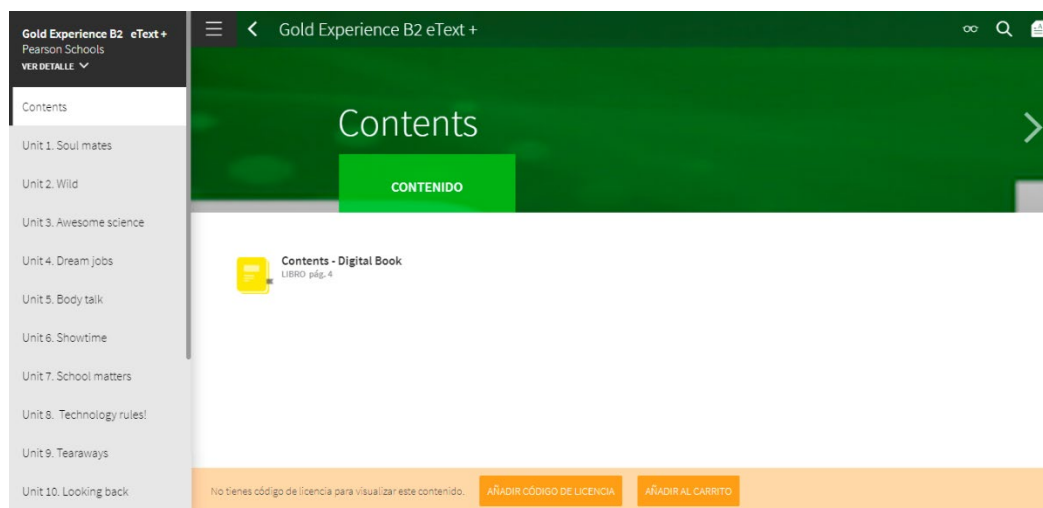 Gold Experience B2 eText +
Pearson Schools
VER DETALLE
Contents
Unit 1. Soul mates
Unit 2. Wild
Unit 3. Awesome science
Unit 4. Dream jobs
Unit 5. Body talk
Unit 6. Showtime
Unit 7. School matters
Unit 8. Technology rules!
Unit 9. Tearaways
Unit 10. Looking back
Gold Experience B2 eText +
Contents
CONTENIDO
Contents - Digital Book
LIBRO pág. 4
No tienes código de licencia para visualizar este contenido.
AÑADIR CÓDIGO DE LICENCIA
AÑADIR AL CARRITO